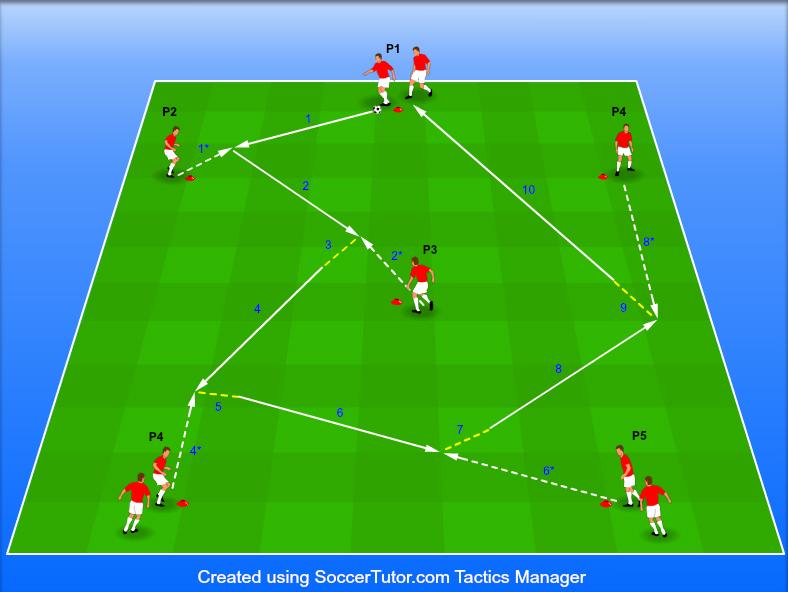 P1
P2
P4
1
1*
2
10
3
2*
P3
8*
4
9
8
5
6
7
P4
P5
4*
6*
Created using SoccerTutor.com Tactics Manager